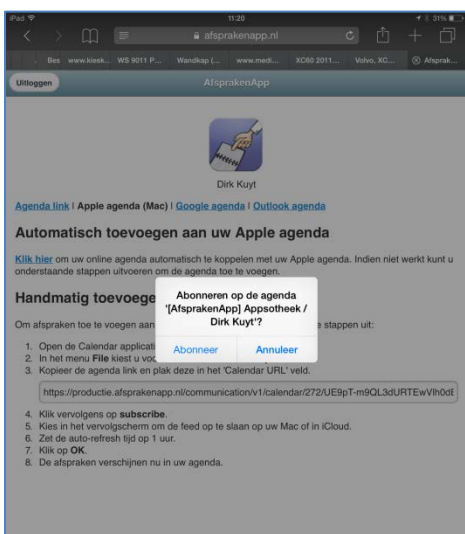 iPad 11:20 31%
afsprakenapp.nl
Bes www.kiesk... WS 9011 P... Wandkap (... www.medi... XC80 2011... Volvo, XC... Afsprak...
Uitloggen AfsprakenApp
Dirk Kuyt
Agenda link | Apple agenda (Mac) | Google agenda | Outlook agenda
Automatisch toevoegen aan uw Apple agenda
Klik hier om uw online agenda automatisch te koppelen met uw Apple agenda. Indien niet werkt kunt u
onderstaande stappen uitvoeren om de agenda toe te voegen.
Handmatig toevoege
Om afspraken toe te voegen aan e stappen uit:
Abonneren op de agenda
'[AfsprakenApp] Appsotheek /
Dirk Kuyt'?
Abonneer Annuleer
1. Open de Calendar applicati
2. In het menu File kiest u voo
3. Kopieer de agenda link en plak deze in het 'Calendar URL' veld.
https://productie.afsprakenapp.nl/communication/v1/calendar/272/UE9pT-m9QL3dURTEwVlh0dE
4. Klik vervolgens op subscribe.
5. Kies in het vervolgscherm om de feed op te slaan op uw Mac of in iCloud.
6. Zet de auto-refresh tijd op 1 uur.
7. Klik op OK.
8. De afspraken verschijnen nu in uw agenda.